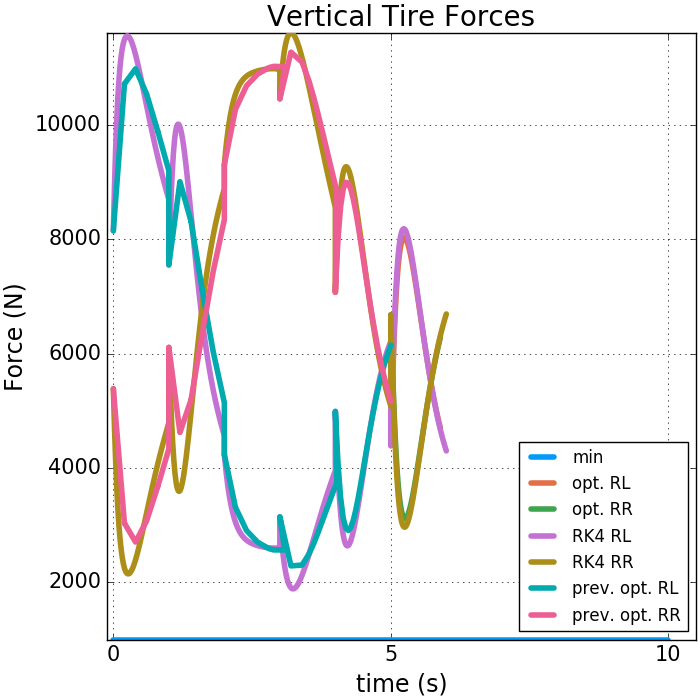 Vertical Tire Forces
Force (N)
10000
8000
6000
4000
2000
0
5
10
time (s)
min
opt. RL
opt. RR
RK4 RL
RK4 RR
prev. opt. RL
prev. opt. RR